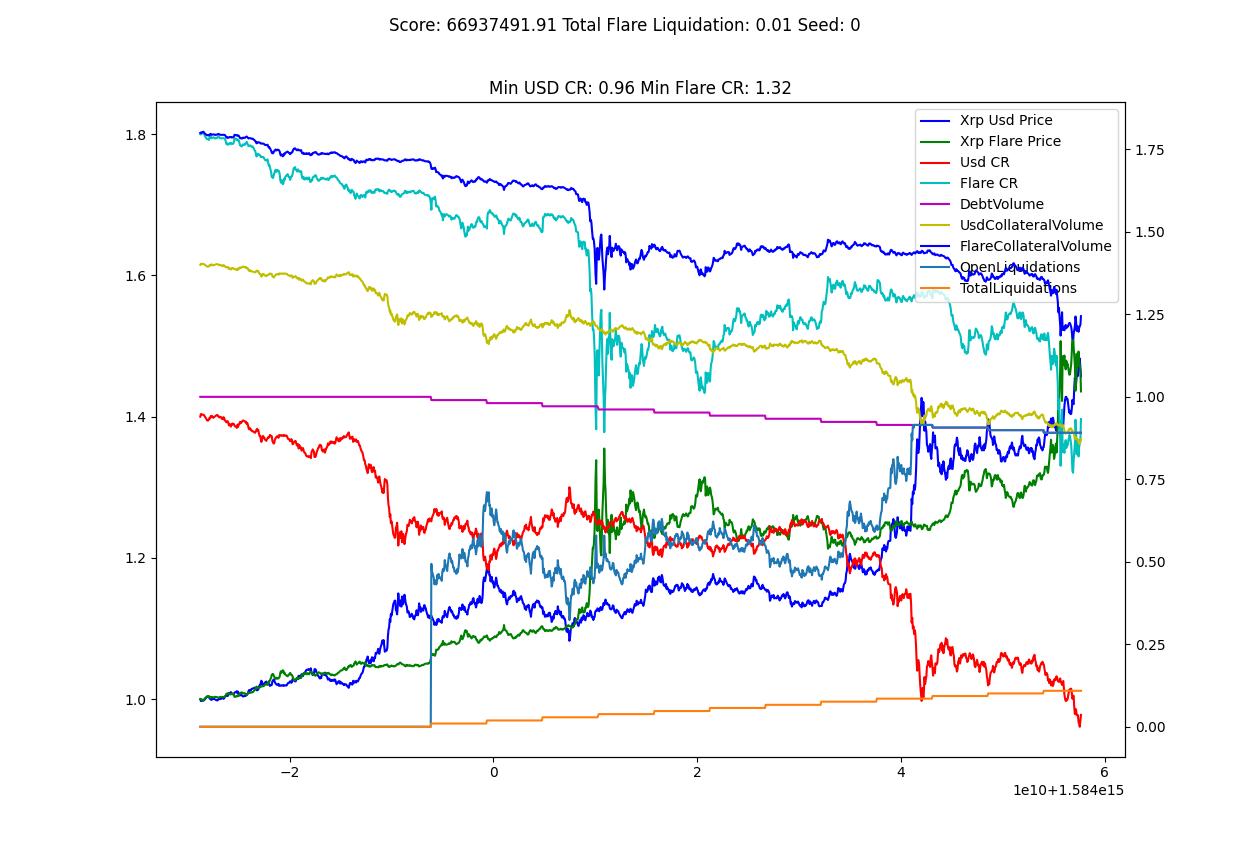 Score: 66937491.91 Total Flare Liquidation: 0.01 Seed: 0
Min USD CR: 0.96 Min Flare CR: 1.32
Xrp Usd Price
Xrp Flare Price
Usd CR
Flare CR
DebtVolume
UsdCollateralVolume
FlareCollateralVolume
OpenLiquidations
TotalLiquidations
1.8
1.6
1.4
1.2
1.0
1.75
1.50
1.25
1.00
0.75
0.50
0.25
0.00
−2 0 2 4 6
1e10+1.584e15